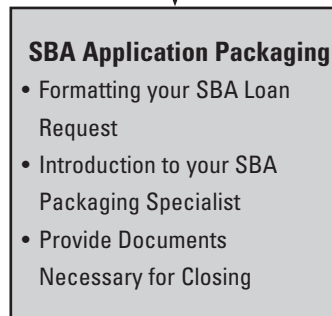 SBA Application Packaging
• Formatting your SBA Loan
Request
• Introduction to your SBA
Packaging Specialist
• Provide Documents
Necessary for Closing